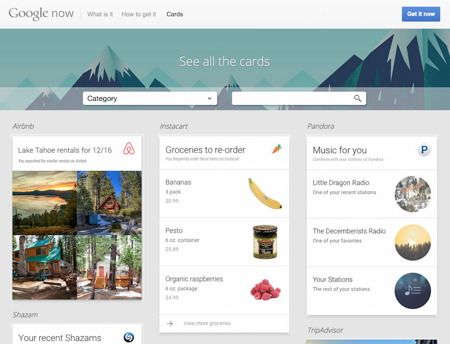 Google now
What is it
How to get it
Cards
Get it now
See all the cards
Category
Airbnb
Lake Tahoe rentals for 12/16
You searched for similar rentals on Airbnb
Shazam
Your recent Shazams
Instacart
Groceries to re-order
You frequently order these items on Instacart
Bananas
3 pack
$0.99
Pesto
6 oz. container
$5.89
Organic raspberries
6 oz. package
$4.99
View more groceries
Pandora
Music for you
Commute with your stations on Pandora
P
Little Dragon Radio
One of your recent stations
The Decemberists Radio
One of your favorites
Your Stations
The rest of your stations
TripAdvisor